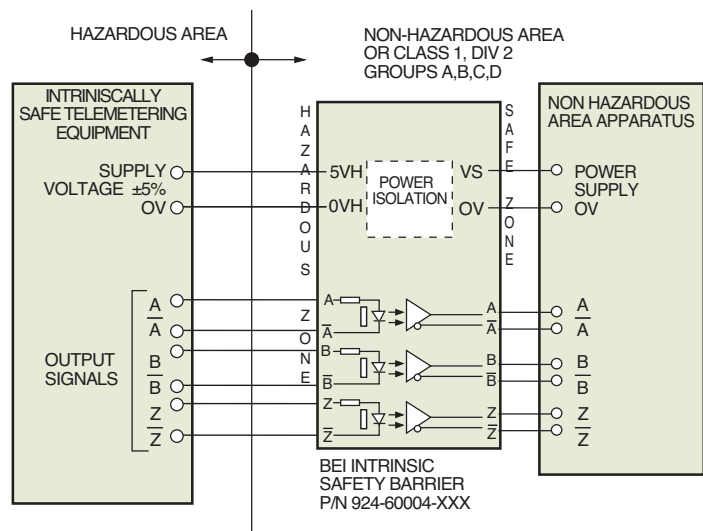 HAZARDOUS AREA
NON-HAZARDOUS AREA
OR CLASS 1, DIV 2
GROUPS A,B,C,D
INTRINISCALLY
SAFE TELEMETERING
EQUIPMENT
SUPPLY
VOLTAGE ±5%
OV
OUTPUT
SIGNALS
A
A̅
B
B̅
Z
Z̅
HAZARDOUS ZONE
5VH
0VH
POWER
ISOLATION
VS
OV
SAFE ZONE
A
A̅
B
B̅
Z
Z̅
A
A̅
B
B̅
Z
Z̅
BEI INTRINSIC
SAFETY BARRIER
P/N 924-60004-XXX
NON HAZARDOUS
AREA APPARATUS
POWER
SUPPLY
OV
A
A̅
B
B̅
Z
Z̅